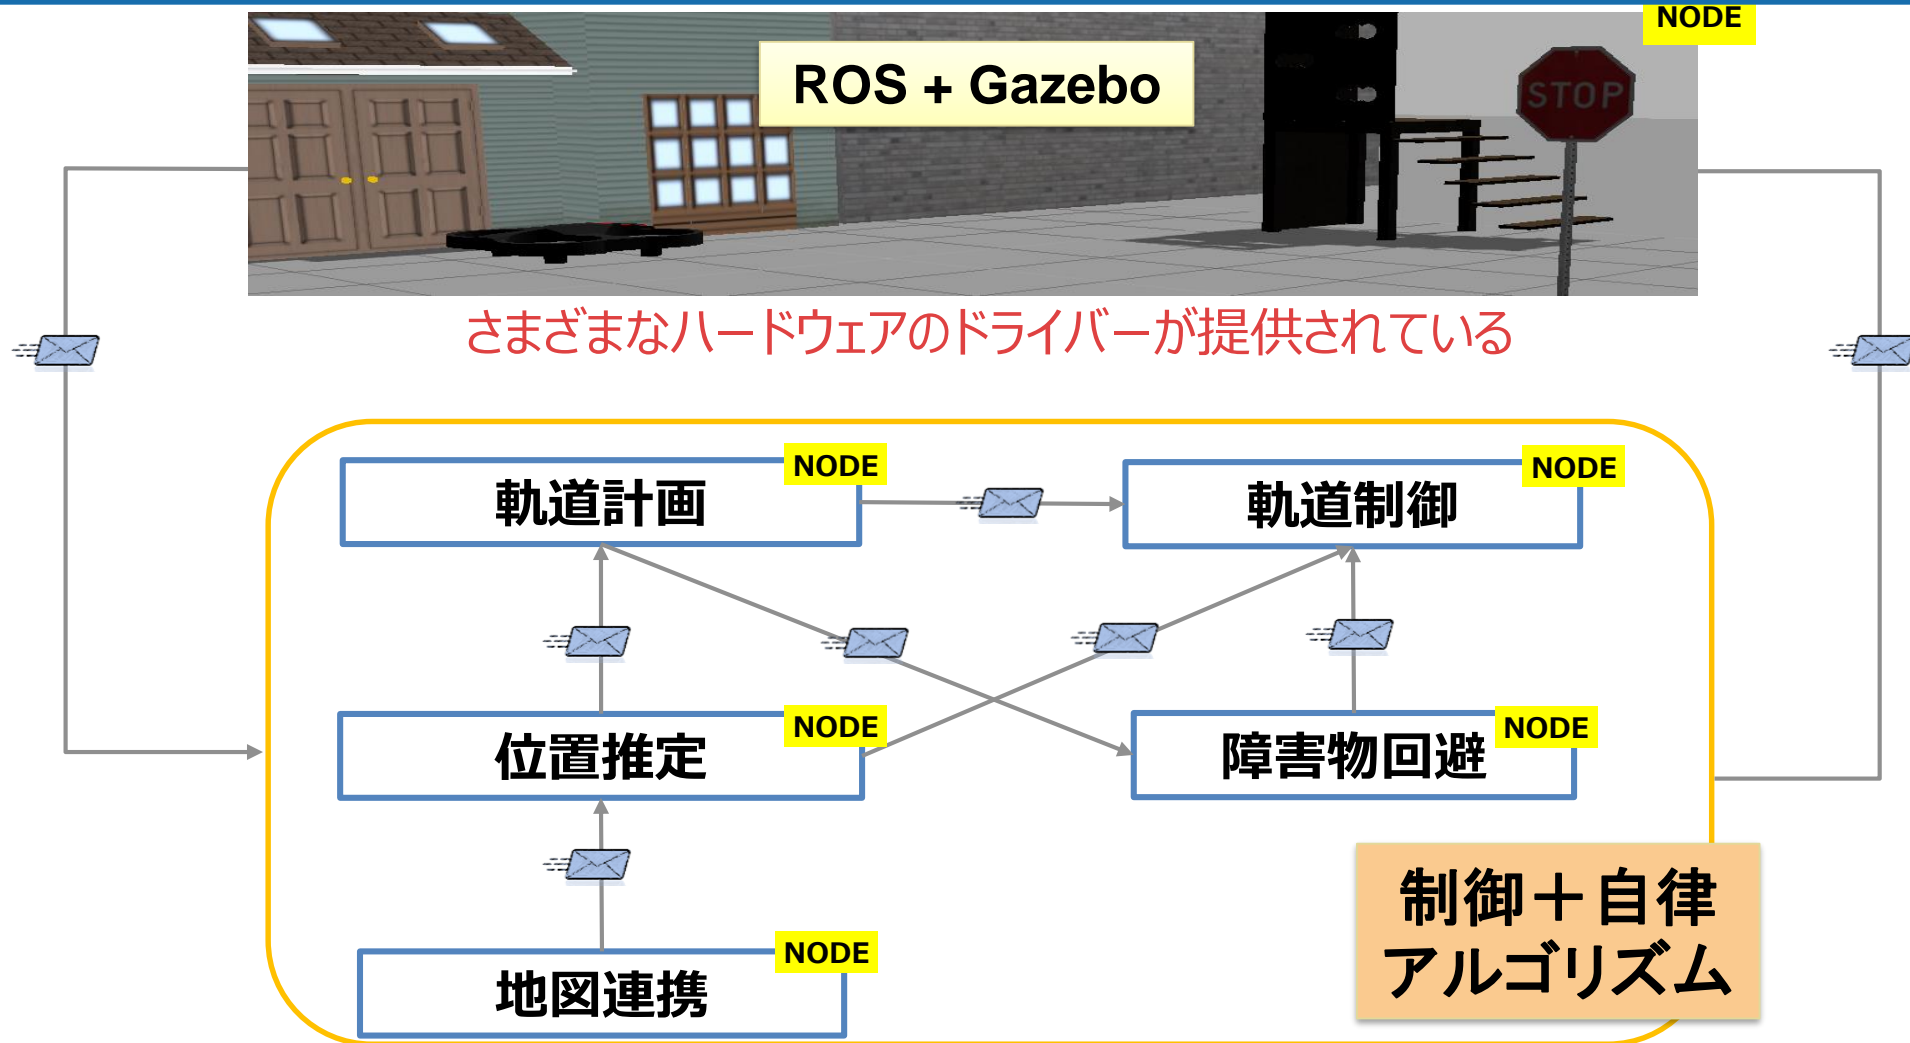 NODE
ROS + Gazebo
STOP
さまざまなハードウェアのドライバーが提供されている
NODE
軌道計画
NODE
軌道制御
NODE
位置推定
NODE
障害物回避
NODE
地図連携
制御＋自律
アルゴリズム